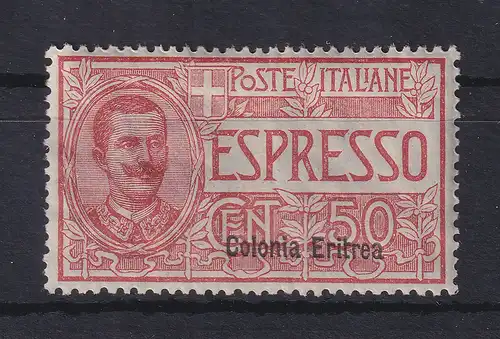 POSTE ITALIANE
ESPRESSO
CENT. 50
Colonia Eritrea